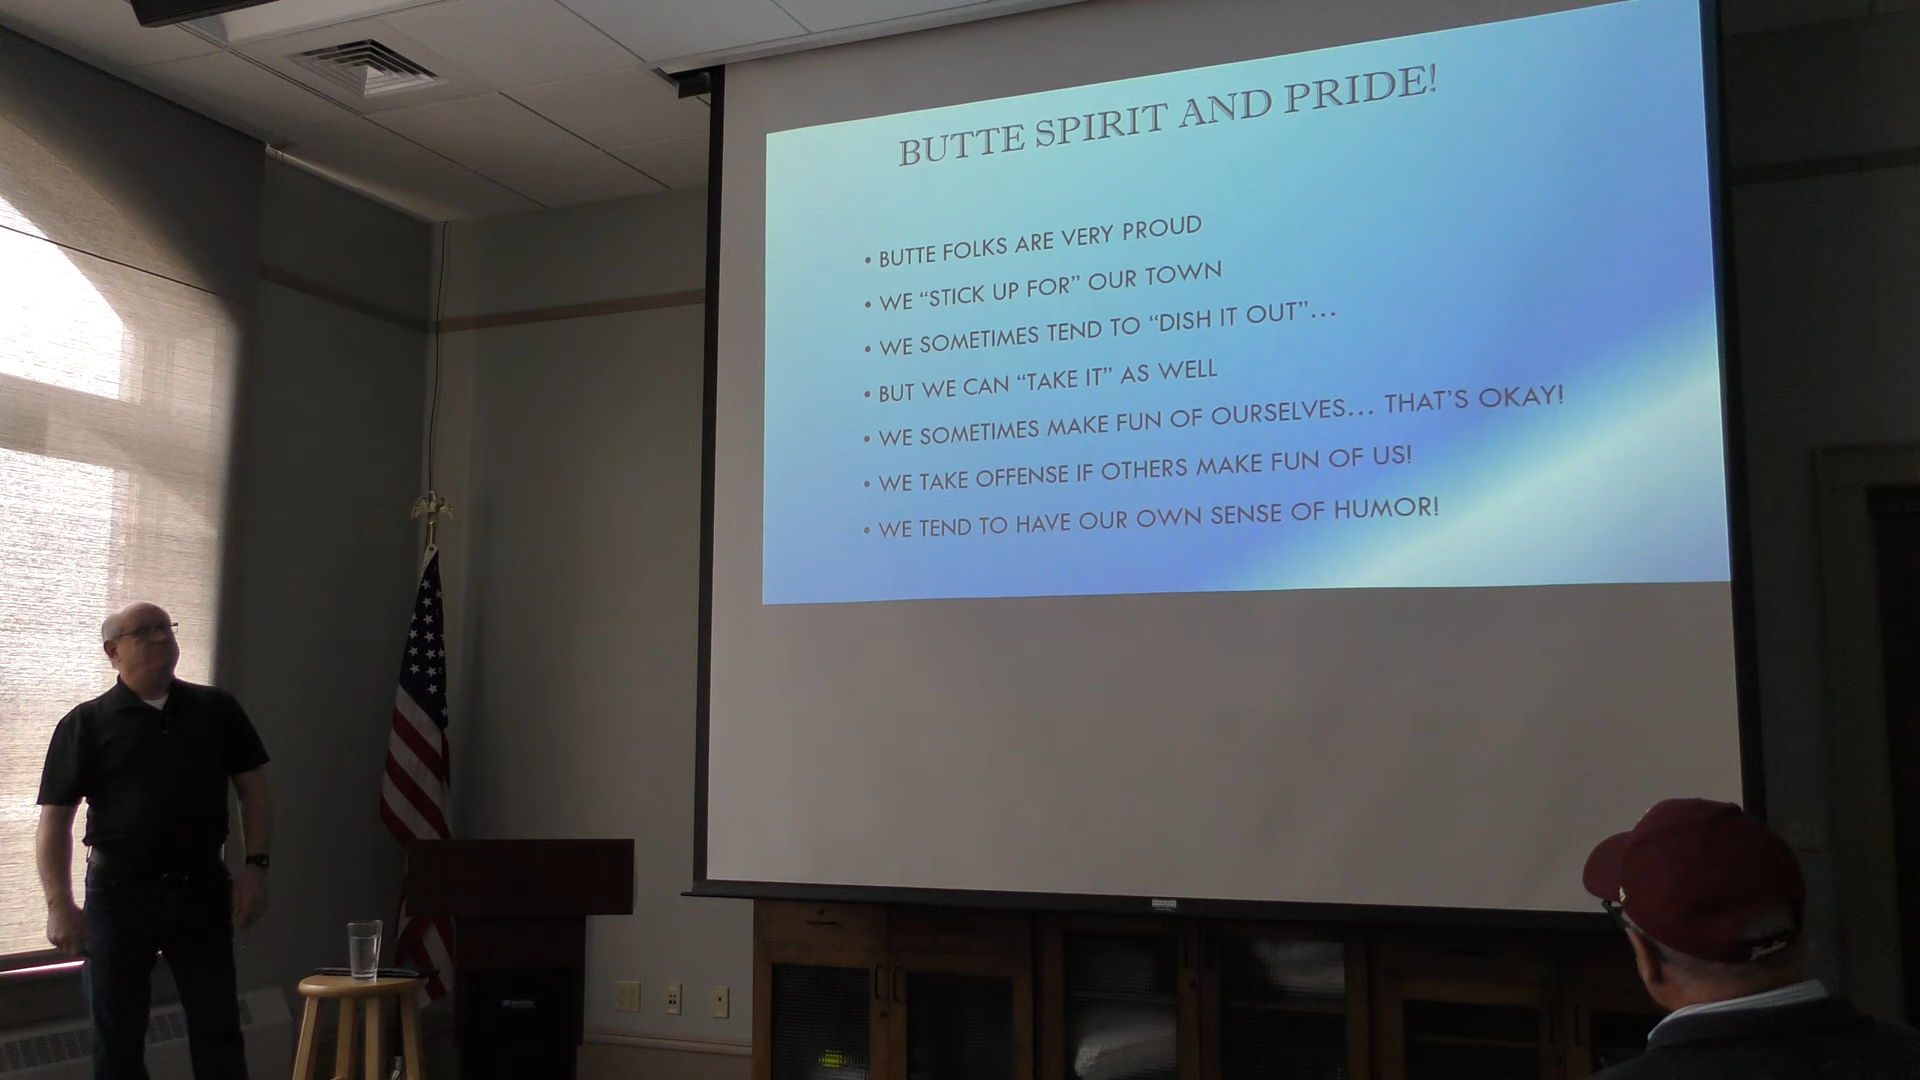 BUTTE SPIRIT AND PRIDE!
• BUTTE FOLKS ARE VERY PROUD
• WE “STICK UP FOR” OUR TOWN
• WE SOMETIMES TEND TO “DISH IT OUT”…
• BUT WE CAN “TAKE IT” AS WELL
• WE SOMETIMES MAKE FUN OF OURSELVES… THAT’S OKAY!
• WE TAKE OFFENSE IF OTHERS MAKE FUN OF US!
• WE TEND TO HAVE OUR OWN SENSE OF HUMOR!